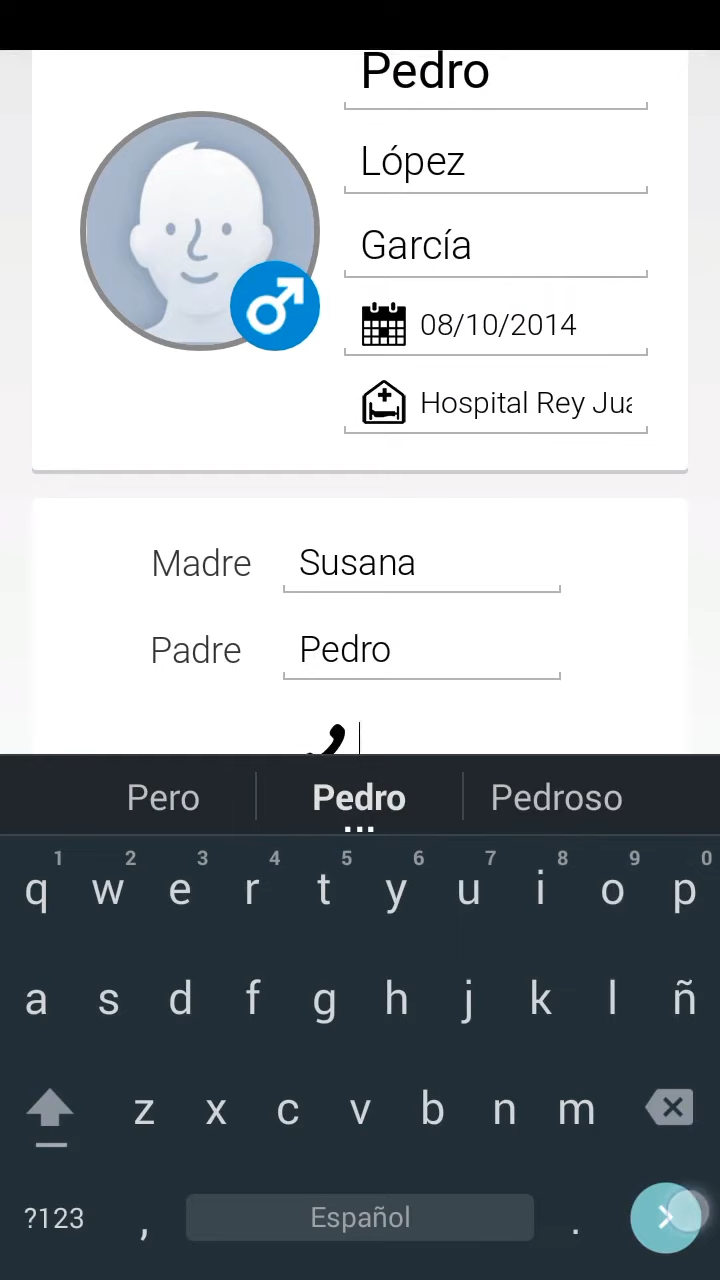 Pedro
López
García
08/10/2014
Hospital Rey Jua
Madre Susana
Padre Pedro
Pero Pedro Pedroso
1 2 3 4 5 6 7 8 9 0
q w e r t y u i o p
a s d f g h j k l ñ
z x c v b n m
?123 , Español .